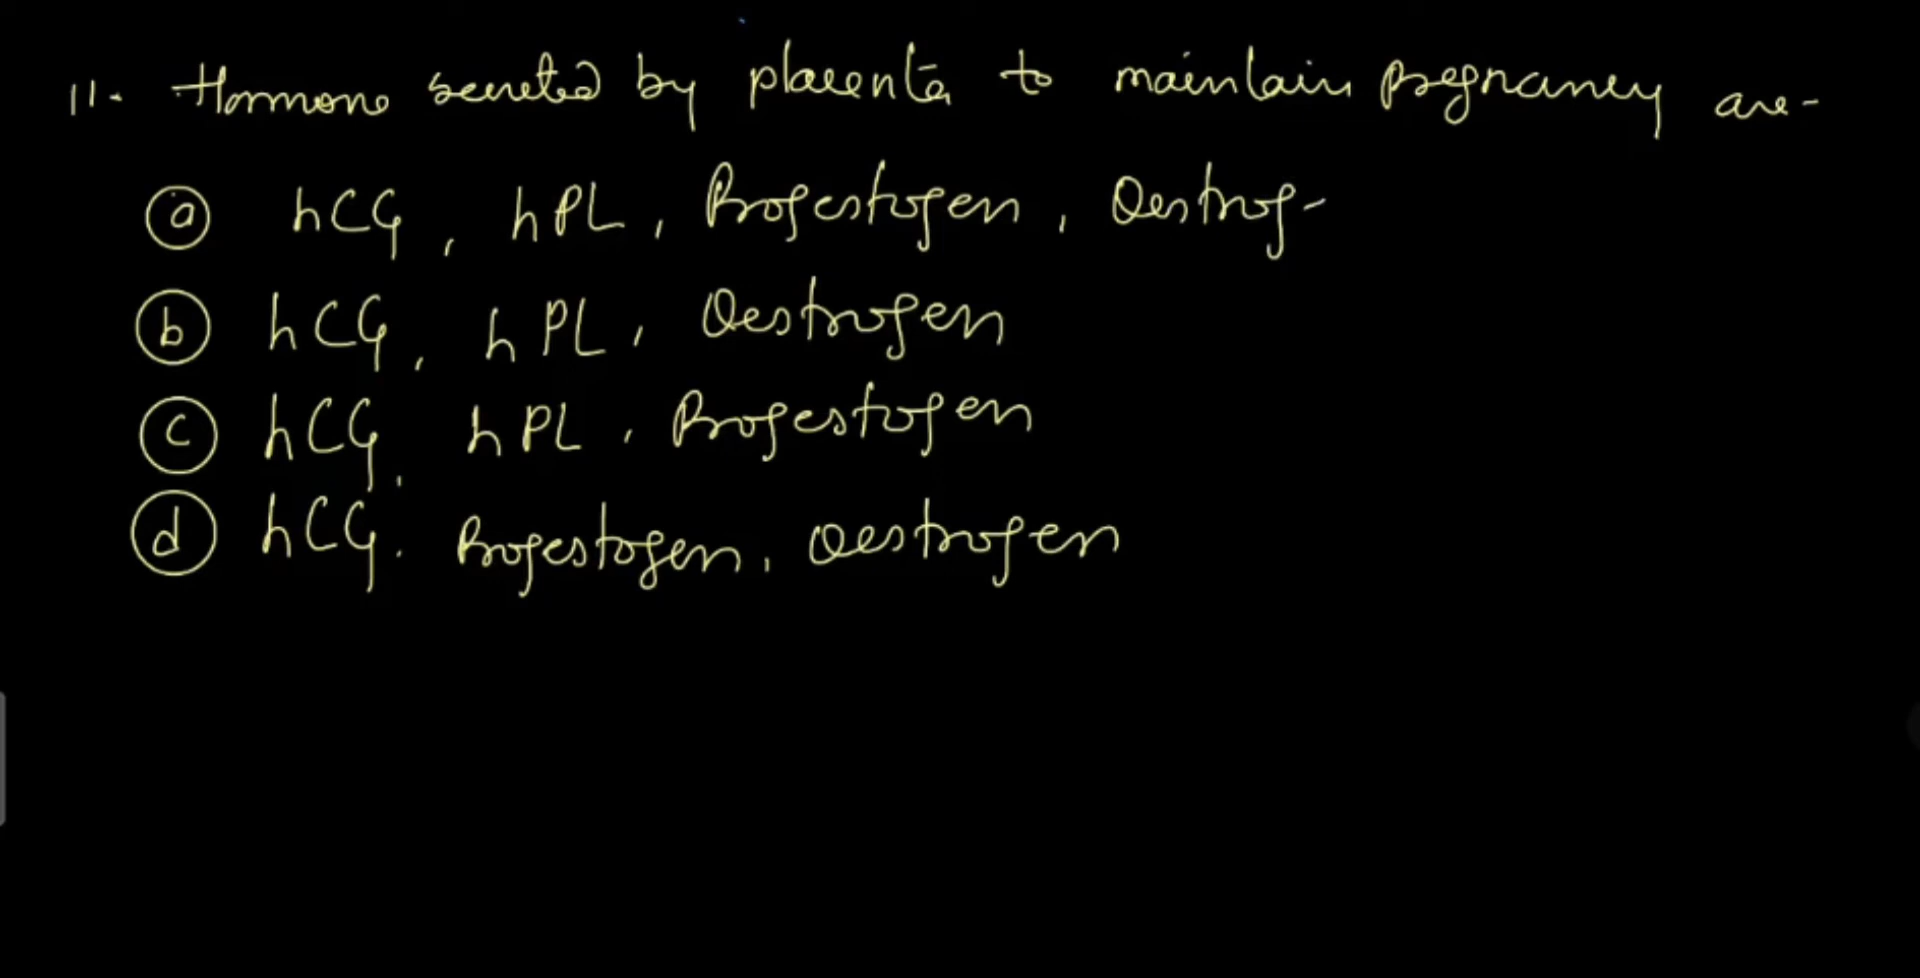 11. Hormone secreted by placenta to maintain pregnancy are-
a hCG, hPL, Progestogen, Oestrog-
b hCG, hPL, Oestrogen
c hCG, hPL, Progestogen
d hCG. Progestogen, oestrogen